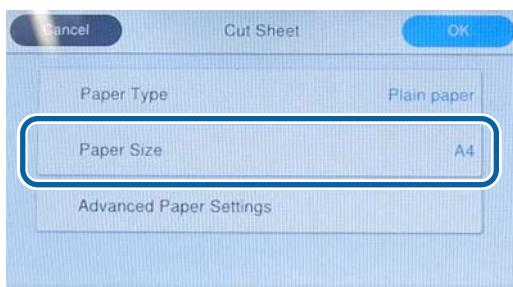 Cancel Cut Sheet OK
Paper Type Plain paper
Paper Size A4
Advanced Paper Settings